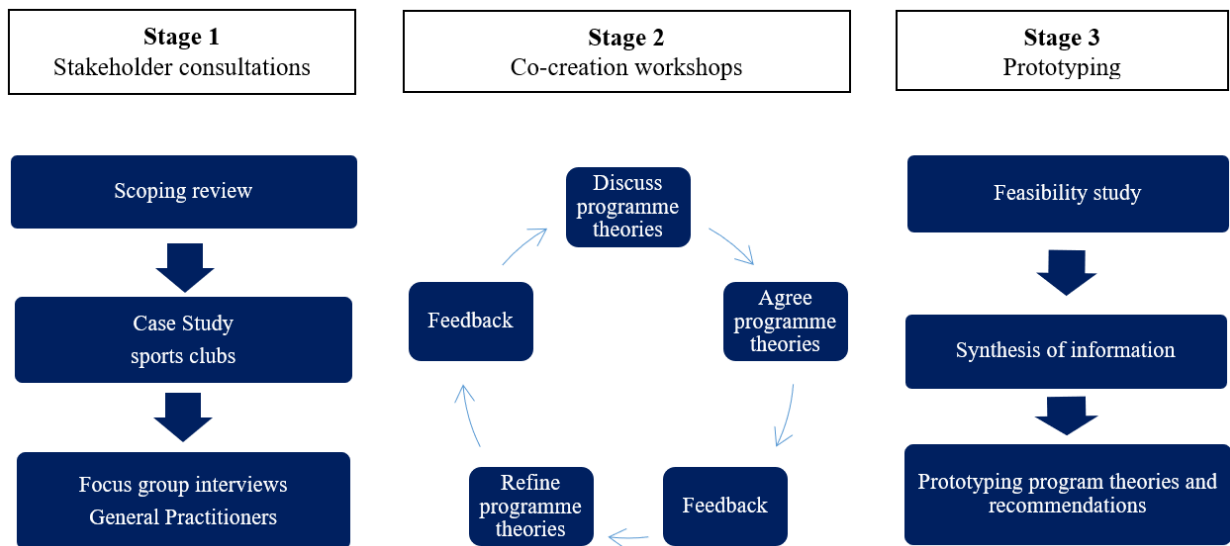 Stage 1
Stakeholder consultations
Stage 2
Co-creation workshops
Stage 3
Prototyping
Scoping review
Case Study
sports clubs
Focus group interviews
General Practitioners
Discuss
programme
theories
Agree
programme
theories
Feedback
Refine
programme
theories
Feedback
Feasibility study
Synthesis of information
Prototyping program theories and
recommendations